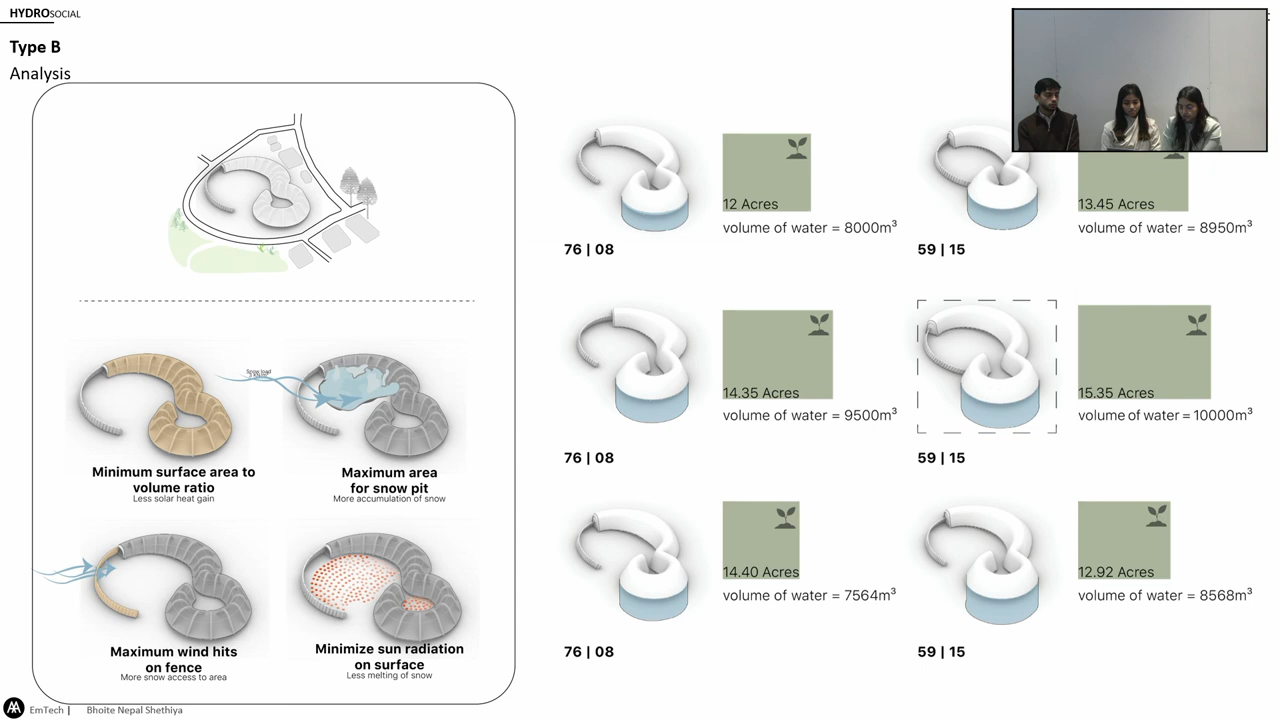 HYDROSOCIAL
Type B
Analysis
Snow load
Minimum surface area to
volume ratio
Less solar heat gain
Maximum area
for snow pit
More accumulation of snow
Maximum wind hits
on fence
More snow access to area
Minimize sun radiation
on surface
Less melting of snow
12 Acres
volume of water = 8000m³
76 | 08
13.45 Acres
volume of water = 8950m³
59 | 15
14.35 Acres
volume of water = 9500m³
76 | 08
15.35 Acres
volume of water = 10000m³
59 | 15
14.40 Acres
volume of water = 7564m³
76 | 08
12.92 Acres
volume of water = 8568m³
59 | 15
AA EmTech | Bhoite Nepal Shethiya